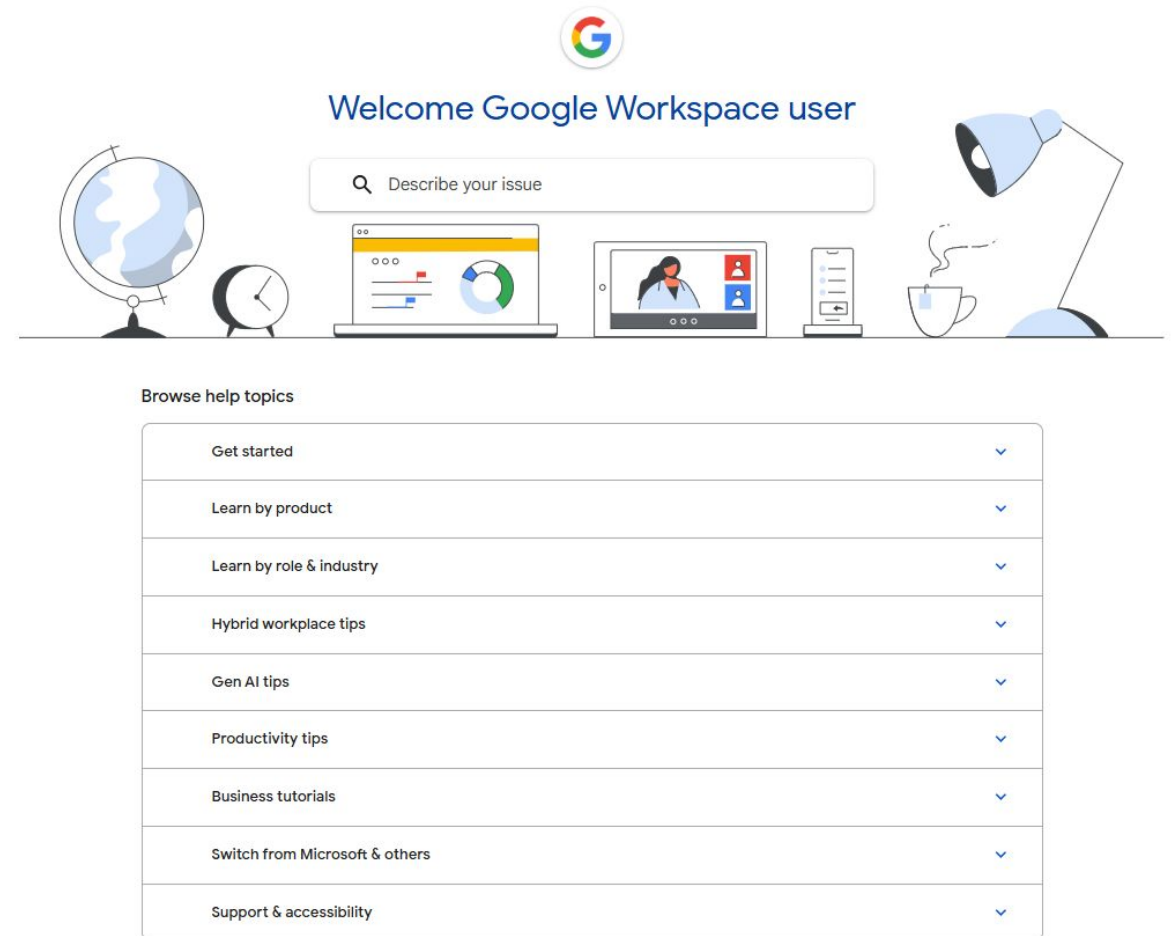 Welcome Google Workspace user
Describe your issue
Browse help topics
Get started
Learn by product
Learn by role & industry
Hybrid workplace tips
Gen AI tips
Productivity tips
Business tutorials
Switch from Microsoft & others
Support & accessibility